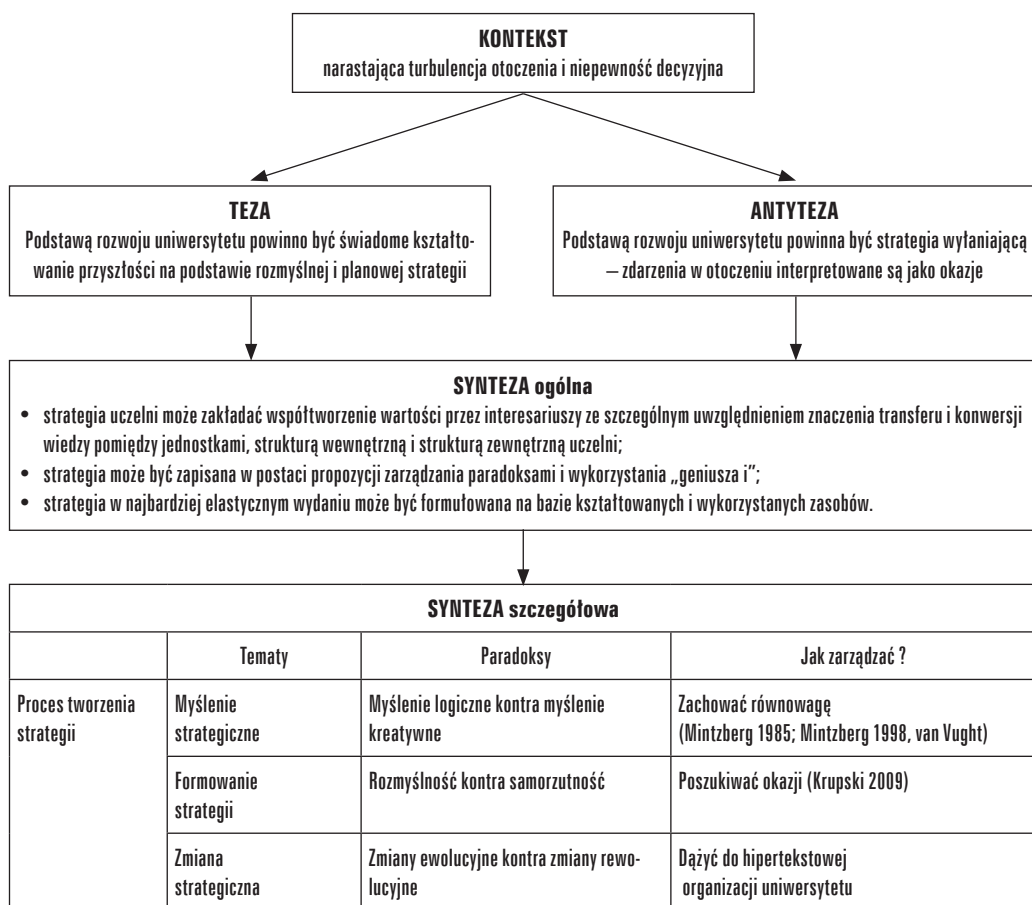 KONTEKST
narastająca turbulencja otoczenia i niepewność decyzyjna
TEZA
Podstawą rozwoju uniwersytetu powinno być świadome kształto-
wanie przyszłości na podstawie rozmyślnej i planowej strategii
ANTYTEZA
Podstawą rozwoju uniwersytetu powinna być strategia wyłaniającą
– zdarzenia w otoczeniu interpretowane są jako okazje
SYNTEZA ogólna
• strategia uczelni może zakładać współtworzenie wartości przez interesariuszy ze szczególnym uwzględnieniem znaczenia transferu i konwersji
wiedzy pomiędzy jednostkami, strukturą wewnętrzną i strukturą zewnętrzną uczelni;
• strategia może być zapisana w postaci propozycji zarządzania paradoksami i wykorzystania „geniusza i”;
• strategia w najbardziej elastycznym wydaniu może być formułowana na bazie kształtowanych i wykorzystanych zasobów.
SYNTEZA szczegółowa
Tematy
Paradoksy
Jak zarządzać ?
Proces tworzenia
strategii
Myślenie
strategiczne
Myślenie logiczne kontra myślenie
kreatywne
Zachować równowagę
(Mintzberg 1985; Mintzberg 1998, van Vught)
Formowanie
strategii
Rozmyślność kontra samorzutność
Poszukiwać okazji (Krupski 2009)
Zmiana
strategiczna
Zmiany ewolucyjne kontra zmiany rewo-
lucyjne
Dążyć do hipertekstowej
organizacji uniwersytetu